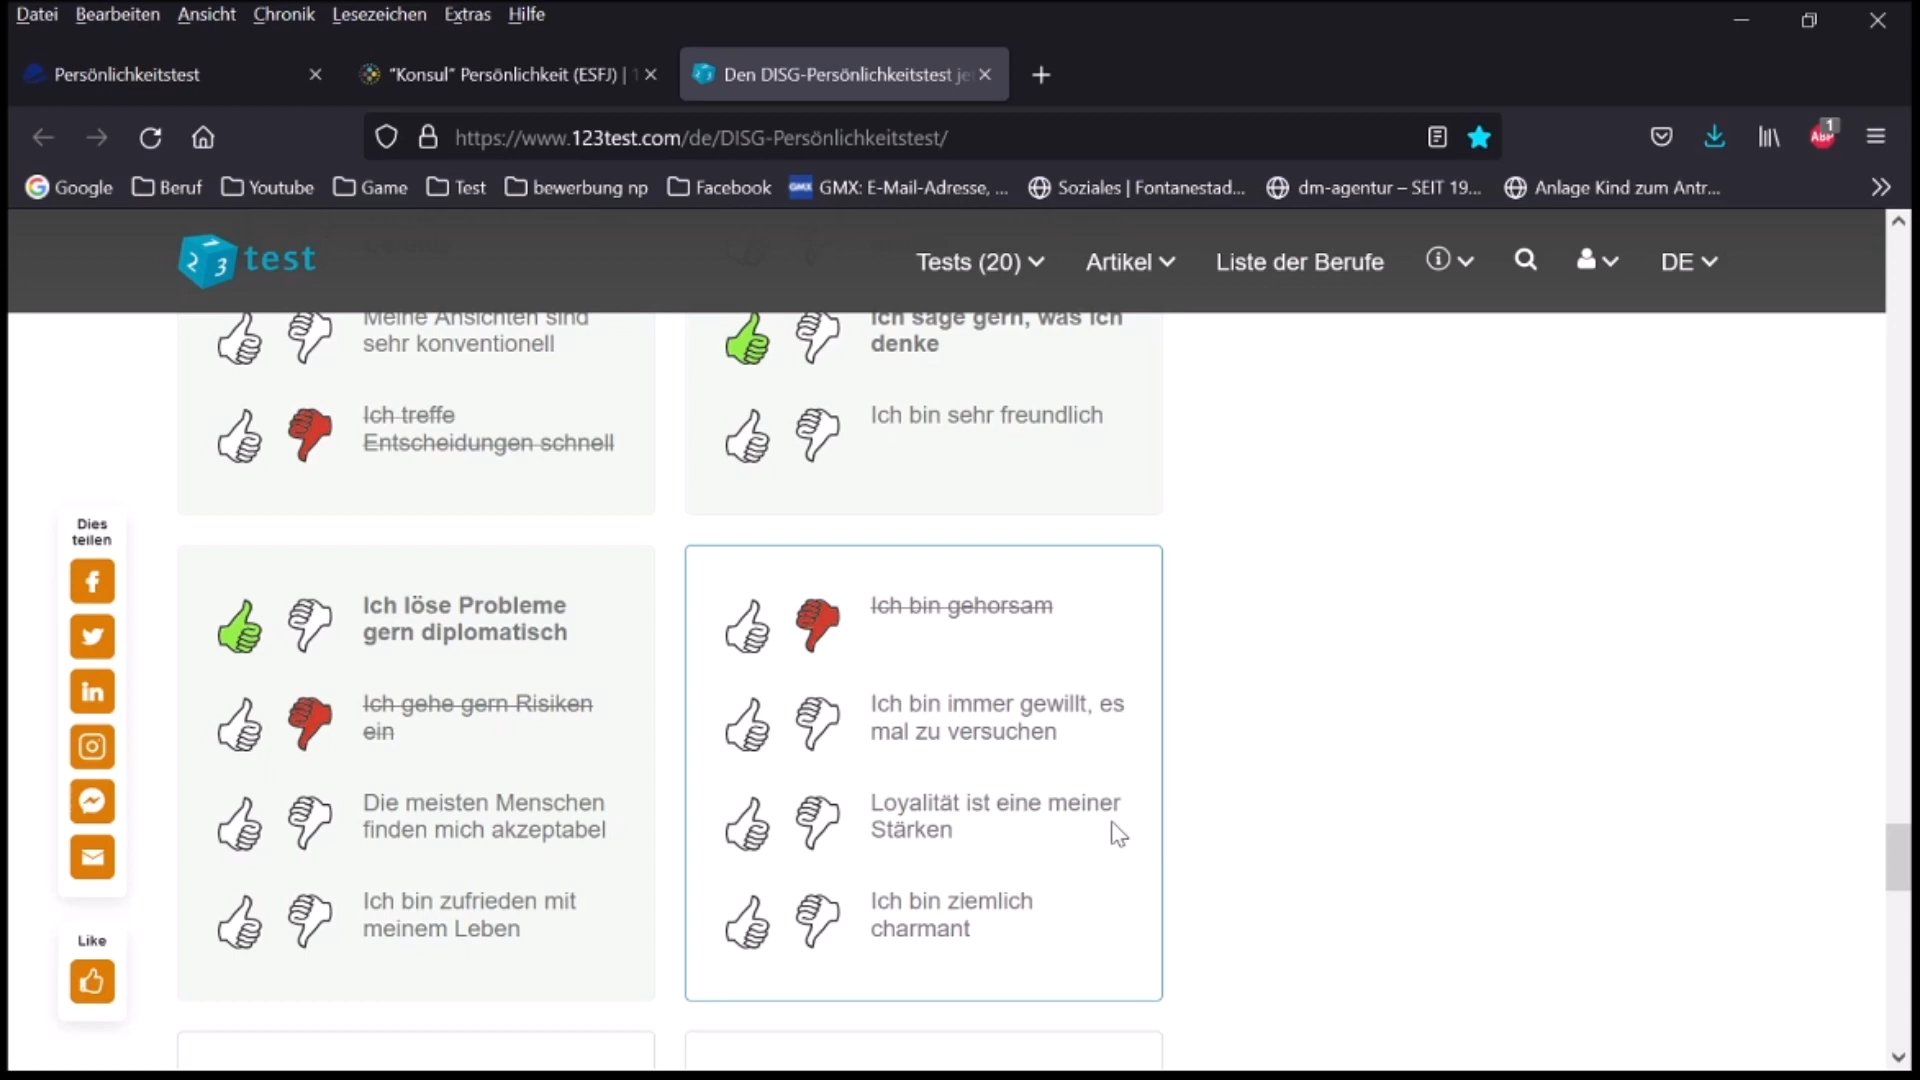 Datei Bearbeiten Ansicht Chronik Lesezeichen Extras Hilfe
Persönlichkeitstest
"Konsul" Persönlichkeit (ESFJ) | 1
Den DISG-Persönlichkeitstest je
https://www.123test.com/de/DISG-Persönlichkeitstest/
ABP
1
Google Beruf Youtube Game Test bewerbung np Facebook GMX GMX: E-Mail-Adresse, ... Soziales | Fontanestad... dm-agentur – SEIT 19... Anlage Kind zum Antr...
123 test
Tests (20) Artikel Liste der Berufe DE
Meine Ansichten sind
sehr konventionell
Ich treffe
Entscheidungen schnell
Ich sage gern, was ich
denke
Ich bin sehr freundlich
Dies
teilen
Like
Ich löse Probleme
gern diplomatisch
Ich gehe gern Risiken
ein
Die meisten Menschen
finden mich akzeptabel
Ich bin zufrieden mit
meinem Leben
Ich bin gehorsam
Ich bin immer gewillt, es
mal zu versuchen
Loyalität ist eine meiner
Stärken
Ich bin ziemlich
charmant